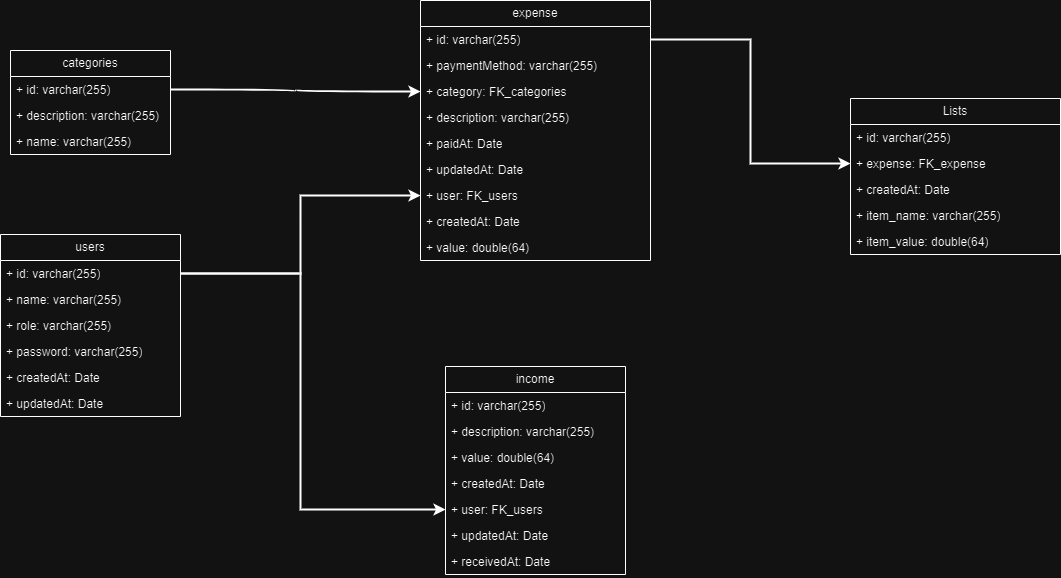 categories
+ id: varchar(255)
+ description: varchar(255)
+ name: varchar(255)
users
+ id: varchar(255)
+ name: varchar(255)
+ role: varchar(255)
+ password: varchar(255)
+ createdAt: Date
+ updatedAt: Date
expense
+ id: varchar(255)
+ paymentMethod: varchar(255)
+ category: FK_categories
+ description: varchar(255)
+ paidAt: Date
+ updatedAt: Date
+ user: FK_users
+ createdAt: Date
+ value: double(64)
income
+ id: varchar(255)
+ description: varchar(255)
+ value: double(64)
+ createdAt: Date
+ user: FK_users
+ updatedAt: Date
+ receivedAt: Date
Lists
+ id: varchar(255)
+ expense: FK_expense
+ createdAt: Date
+ item_name: varchar(255)
+ item_value: double(64)